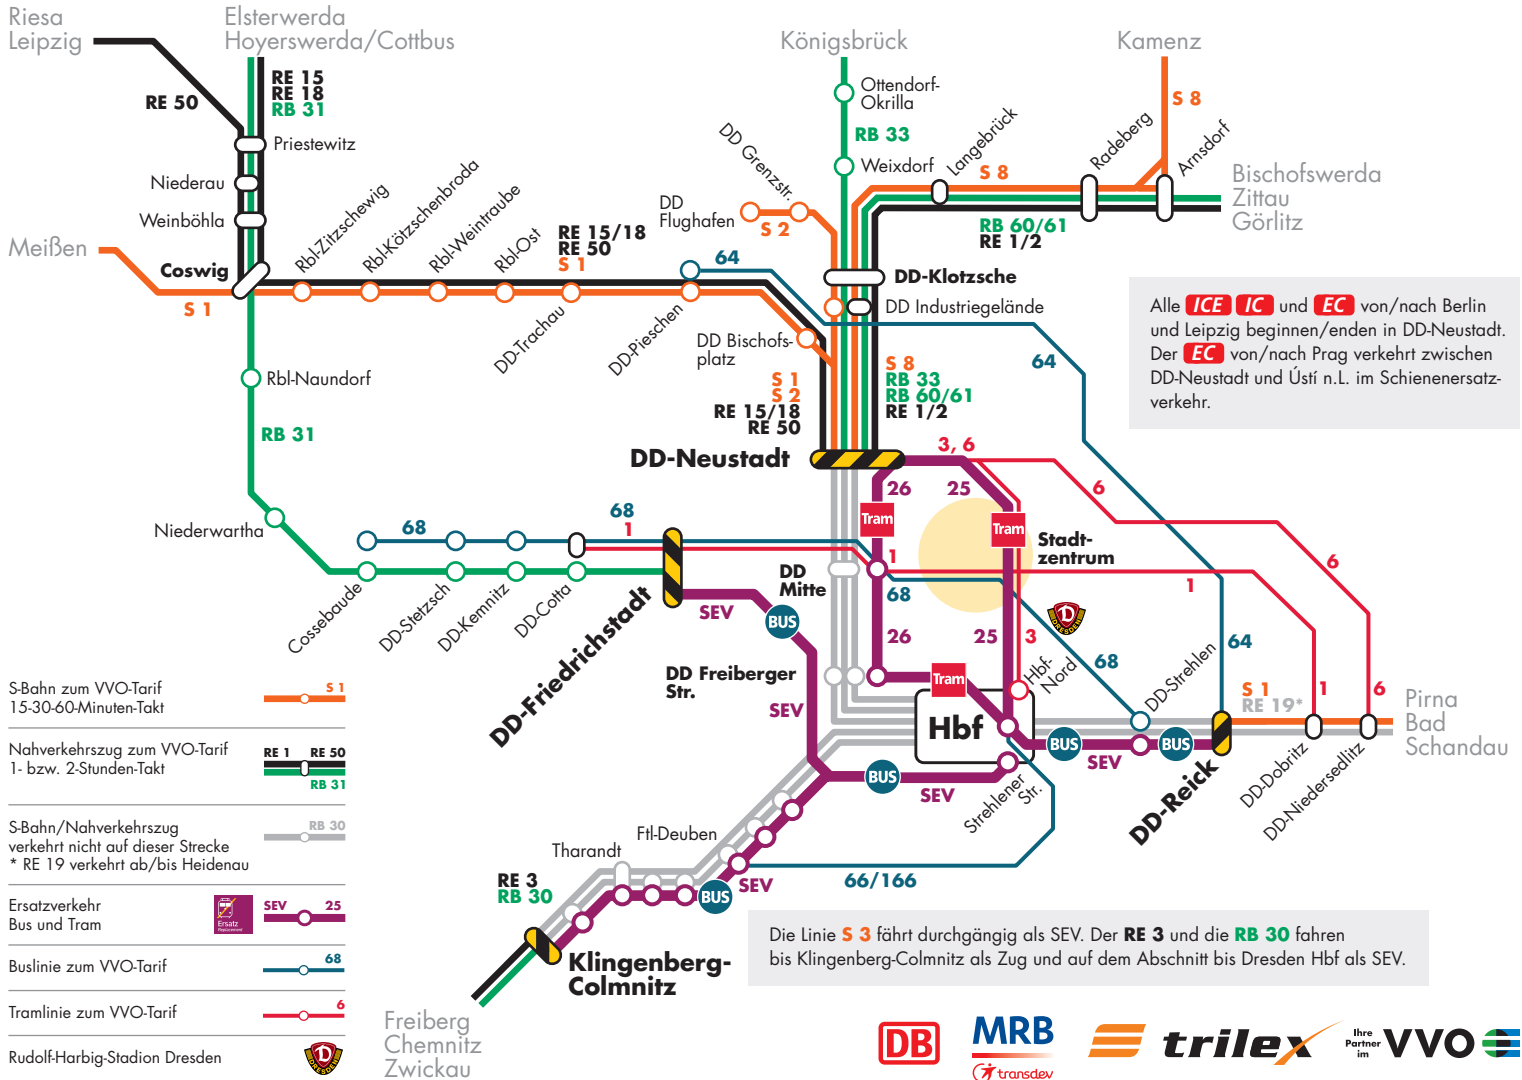 Riesa
Leipzig
Elsterwerda
Hoyerswerda/Cottbus
Königsbrück
Kamenz
RE 50
RE 15
RE 18
RB 31
Priestewitz
Niederau
Weinböhla
Meißen
Coswig
S 1
Rbl-Zitzschewig
Rbl-Kötzschenbroda
Rbl-Weintraube
Rbl-Ost
RE 15/18
RE 50
S 1
DD-Trachau
DD-Pieschen
64
DD Bischofs-
platz
DD
Flughafen
DD Grenzstr.
S 2
Ottendorf-
Okrilla
RB 33
Weixdorf
Langebrück
S 8
Radeberg
Arnsdorf
S 8
RB 60/61
RE 1/2
Bischofswerda
Zittau
Görlitz
DD-Klotzsche
DD Industriegelände
64
Alle ICE IC und EC von/nach Berlin
und Leipzig beginnen/enden in DD-Neustadt.
Der EC von/nach Prag verkehrt zwischen
DD-Neustadt und Ústí n.L. im Schienenersatz-
verkehr.
S 1
S 2
RE 15/18
RE 50
S 8
RB 33
RB 60/61
RE 1/2
DD-Neustadt
3, 6
26
25
6
Tram
Tram
Stadt-
zentrum
6
1
1
Rbl-Naundorf
RB 31
Niederwartha
68
68
1
Cossebaude
DD-Stetzsch
DD-Kemnitz
DD-Cotta
DD-Friedrichstadt
SEV
BUS
DD
Mitte
68
26
25
3
D
DYNAMO
DRESDEN
68
64
DD Freiberger
Str.
Tram
Hbf-
Nord
DD-Strehlen
SEV
Hbf
S 1
RE 19*
1
6
Pirna
Bad
Schandau
BUS
SEV
BUS
DD-Reick
DD-Dobritz
DD-Niedersedlitz
BUS
SEV
Strehlener
Str.
Ftl-Deuben
Tharandt
SEV
BUS
66/166
RE 3
RB 30
Klingenberg-
Colmnitz
Freiberg
Chemnitz
Zwickau
Die Linie S 3 fährt durchgängig als SEV. Der RE 3 und die RB 30 fahren
bis Klingenberg-Colmnitz als Zug und auf dem Abschnitt bis Dresden Hbf als SEV.
S-Bahn zum VVO-Tarif
15-30-60-Minuten-Takt
S 1
Nahverkehrszug zum VVO-Tarif
1- bzw. 2-Stunden-Takt
RE 1 RE 50
RB 31
S-Bahn/Nahverkehrszug
verkehrt nicht auf dieser Strecke
* RE 19 verkehrt ab/bis Heidenau
RB 30
Ersatzverkehr
Bus und Tram
Ersatz
Replacement
SEV 25
Buslinie zum VVO-Tarif
68
Tramlinie zum VVO-Tarif
6
Rudolf-Harbig-Stadion Dresden
D
DRESDEN
DB
MRB
transdev
trilex
Ihre
Partner
im
VVO